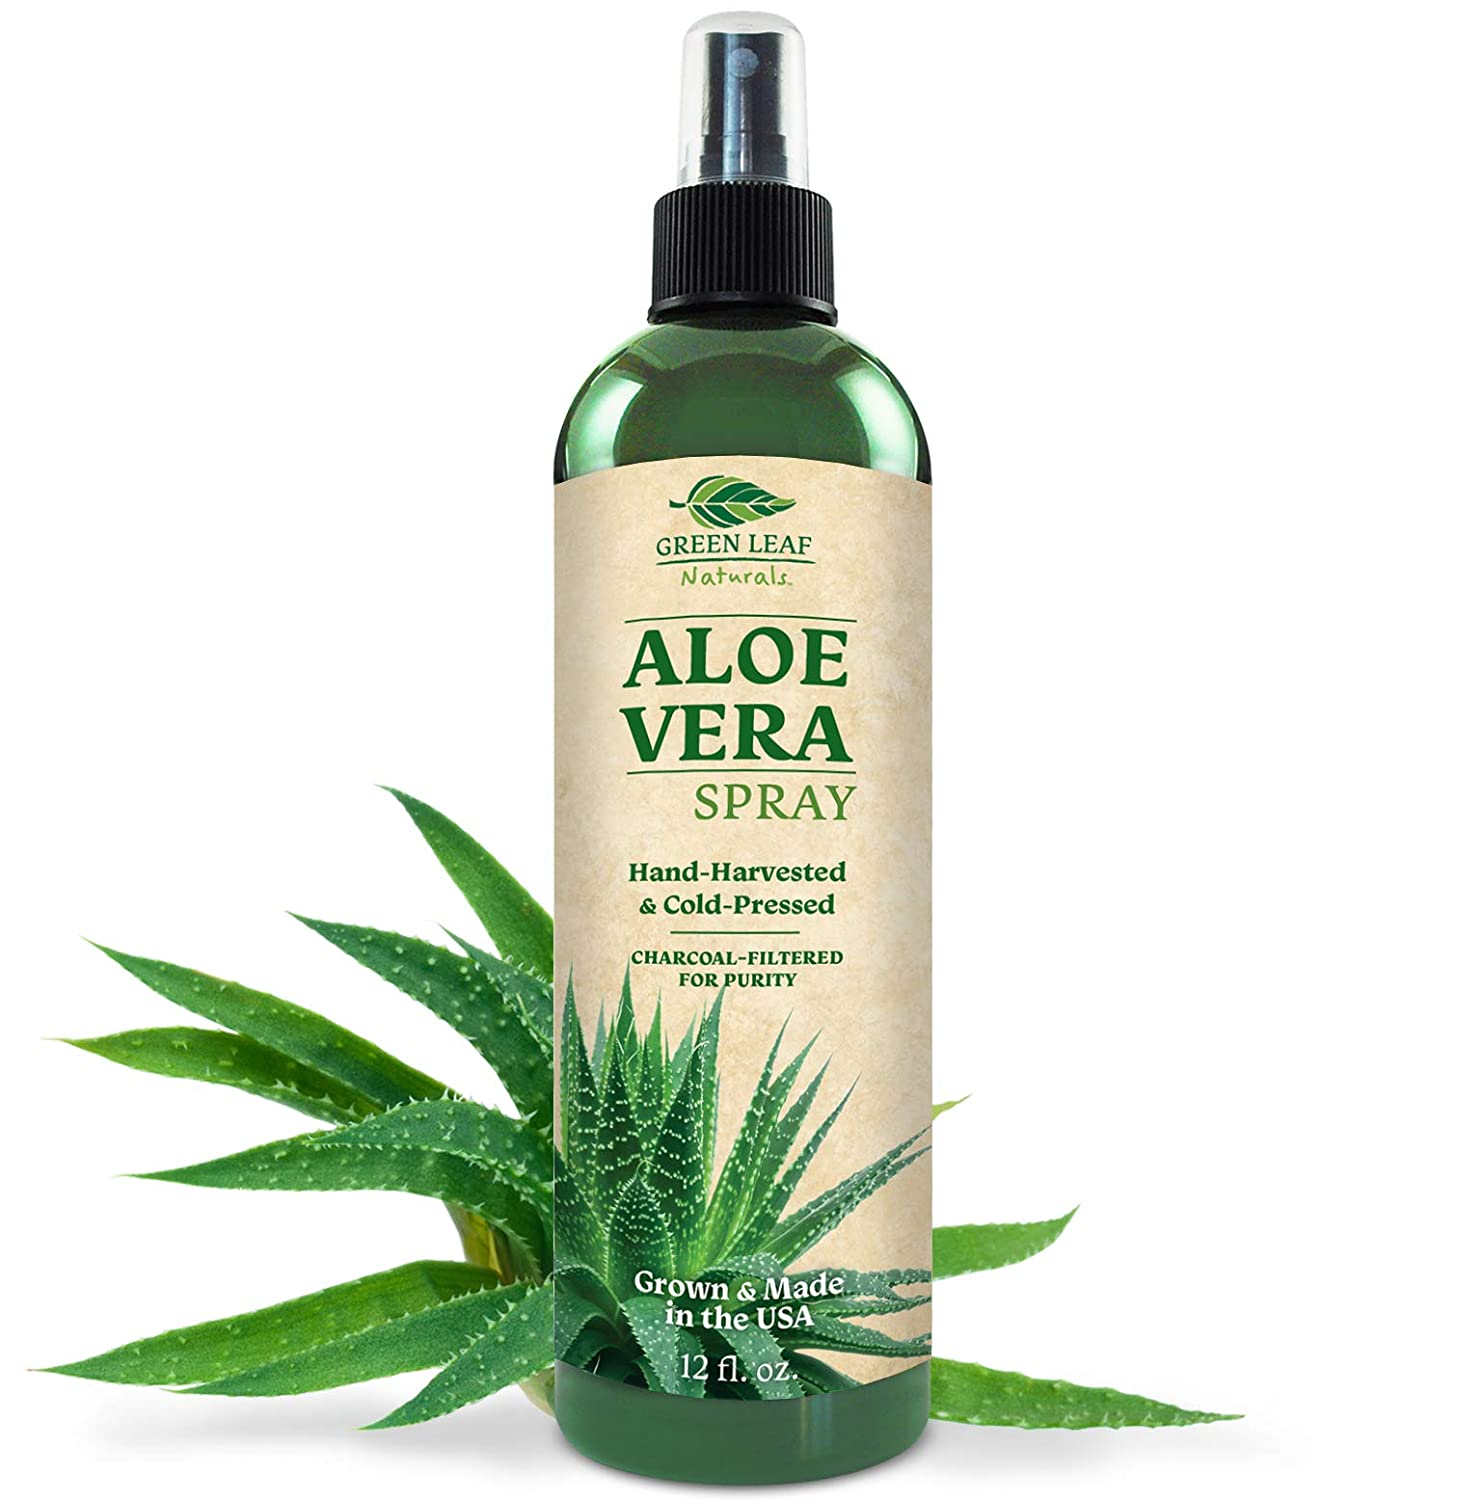 GREEN LEAF
Naturals™
ALOE
VERA
SPRAY
Hand-Harvested
& Cold-Pressed
CHARCOAL-FILTERED
FOR PURITY
Grown & Made
in the USA
12 fl. oz.